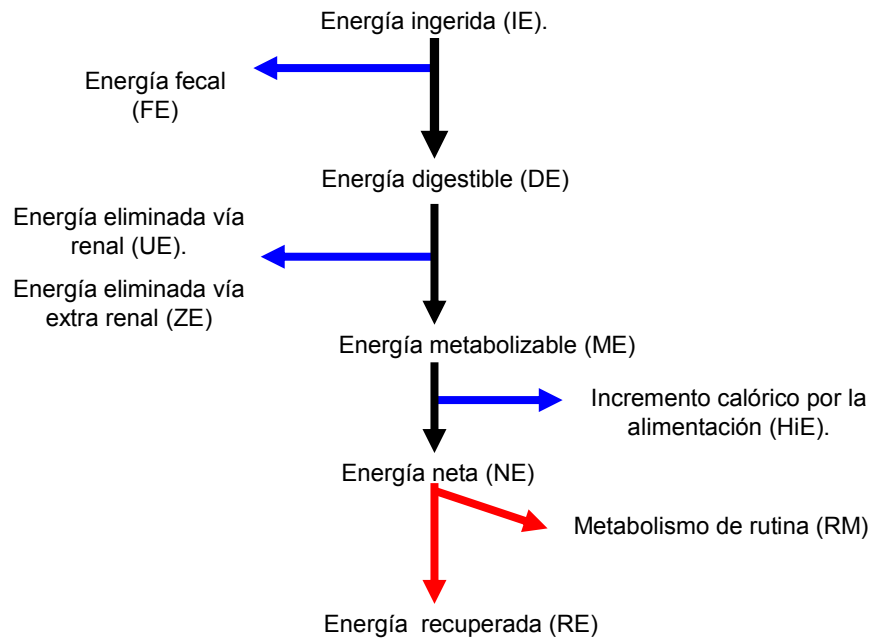 Energía ingerida (IE).
Energía fecal
(FE)
Energía digestible (DE)
Energía eliminada vía
renal (UE).
Energía eliminada vía
extra renal (ZE)
Energía metabolizable (ME)
Incremento calórico por la
alimentación (HiE).
Energía neta (NE)
Metabolismo de rutina (RM)
Energía recuperada (RE)